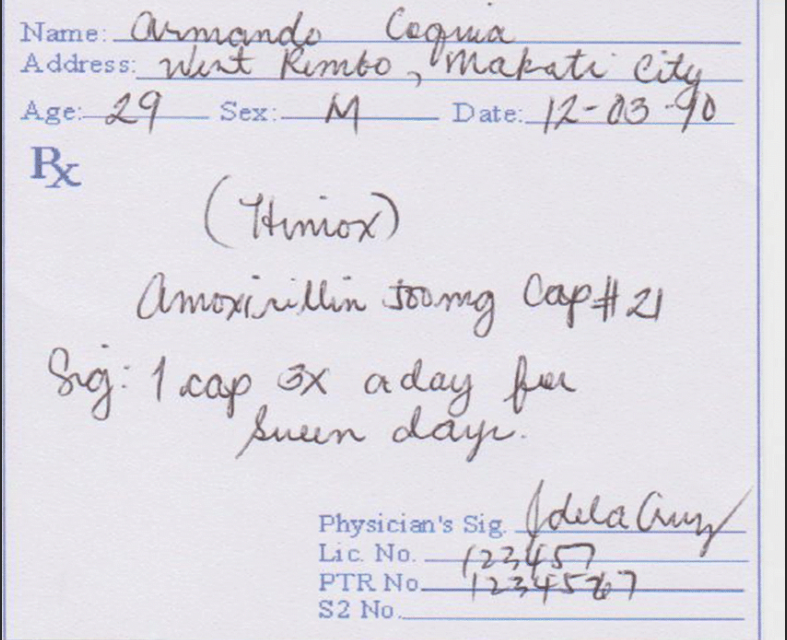 Name: Armando Coquia
Address: West Rembo, Makati City
Age: 29 Sex: M Date: 12-03-90
Rx
(Himox)
Amoxicillin 500mg Cap # 21
Sig: 1 cap 3x a day for
seven days.
Physician's Sig. J dela Cruz
Lic. No. 123457
PTR No. 1234567
S2 No.